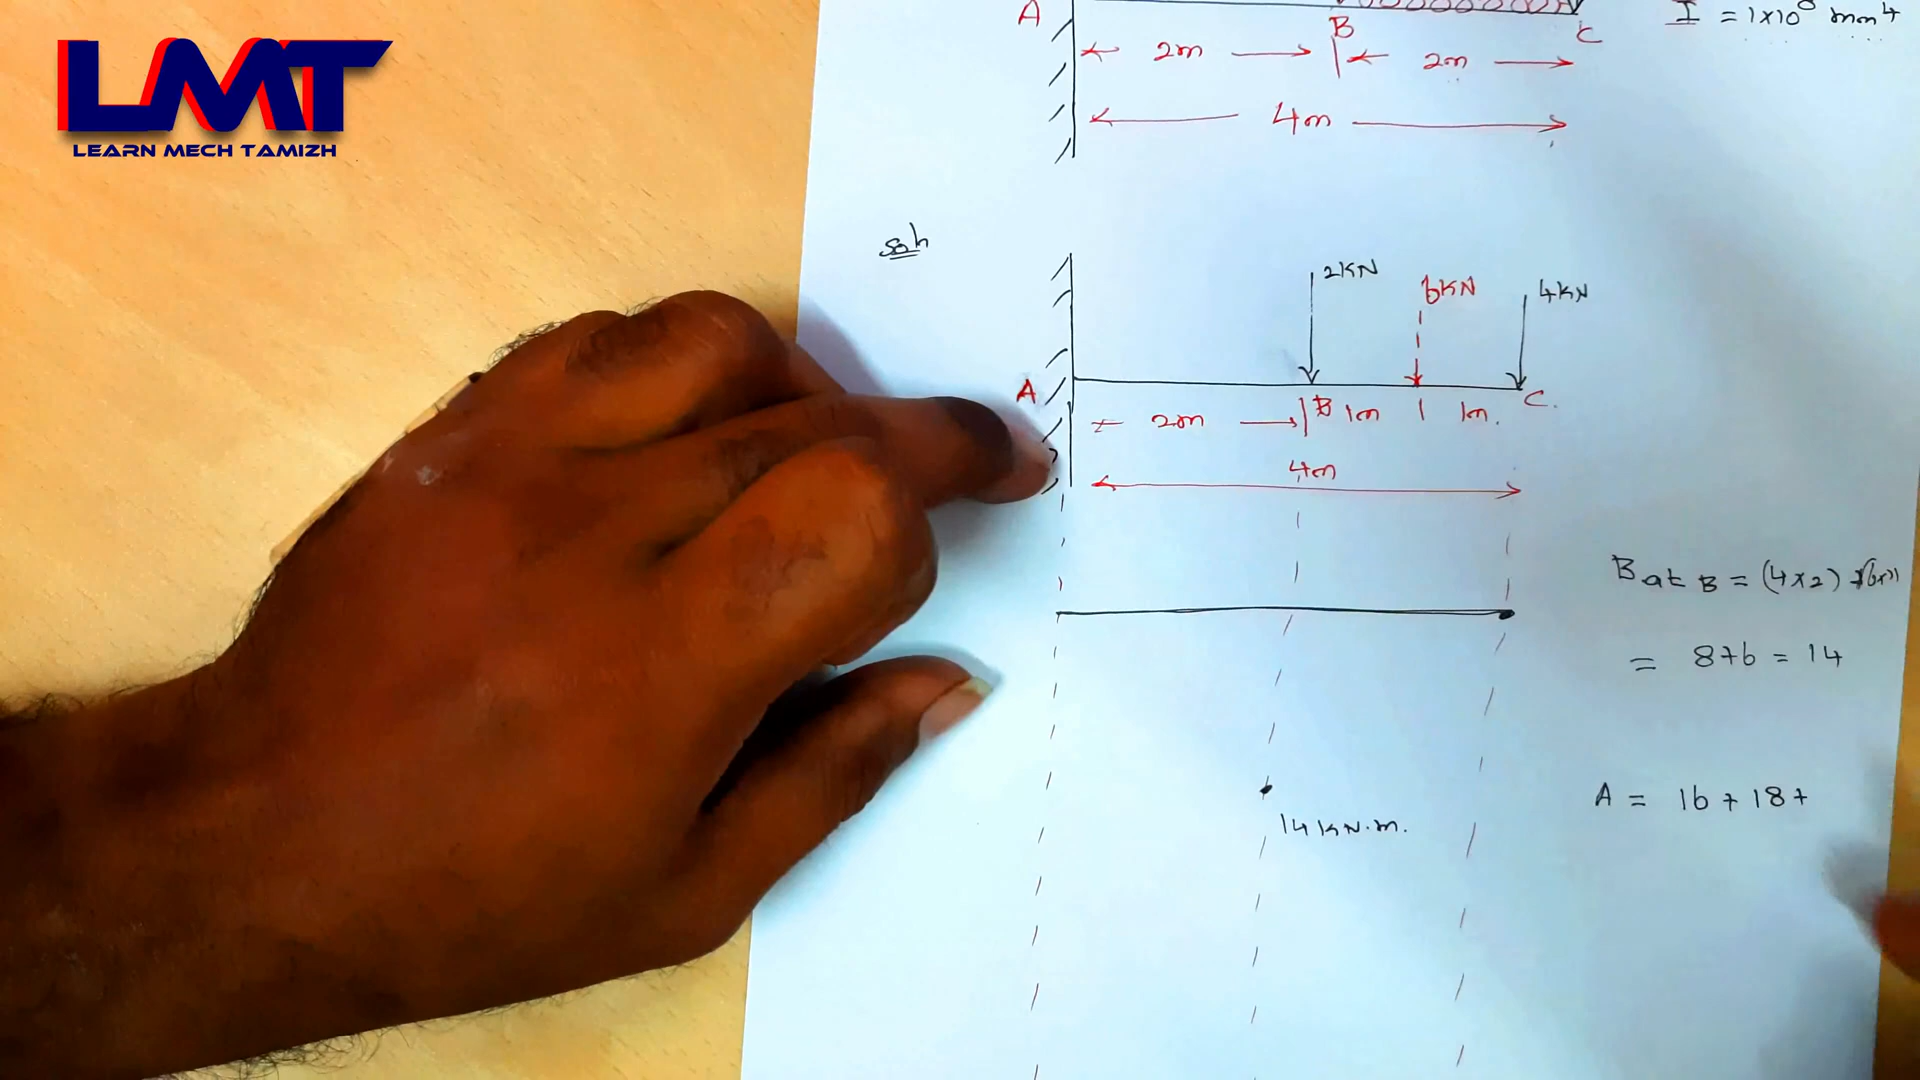 LMT
LEARN MECH TAMIZH
A B C I = 1x10⁸ mm⁴
2m 2m
4m
Soln
2KN 6KN 4KN
A B C.
2m 1m 1m.
4m
B at B = (4x2) +(6x1)
= 8+6 = 14
A = 16 + 18 +
14 KN.m.